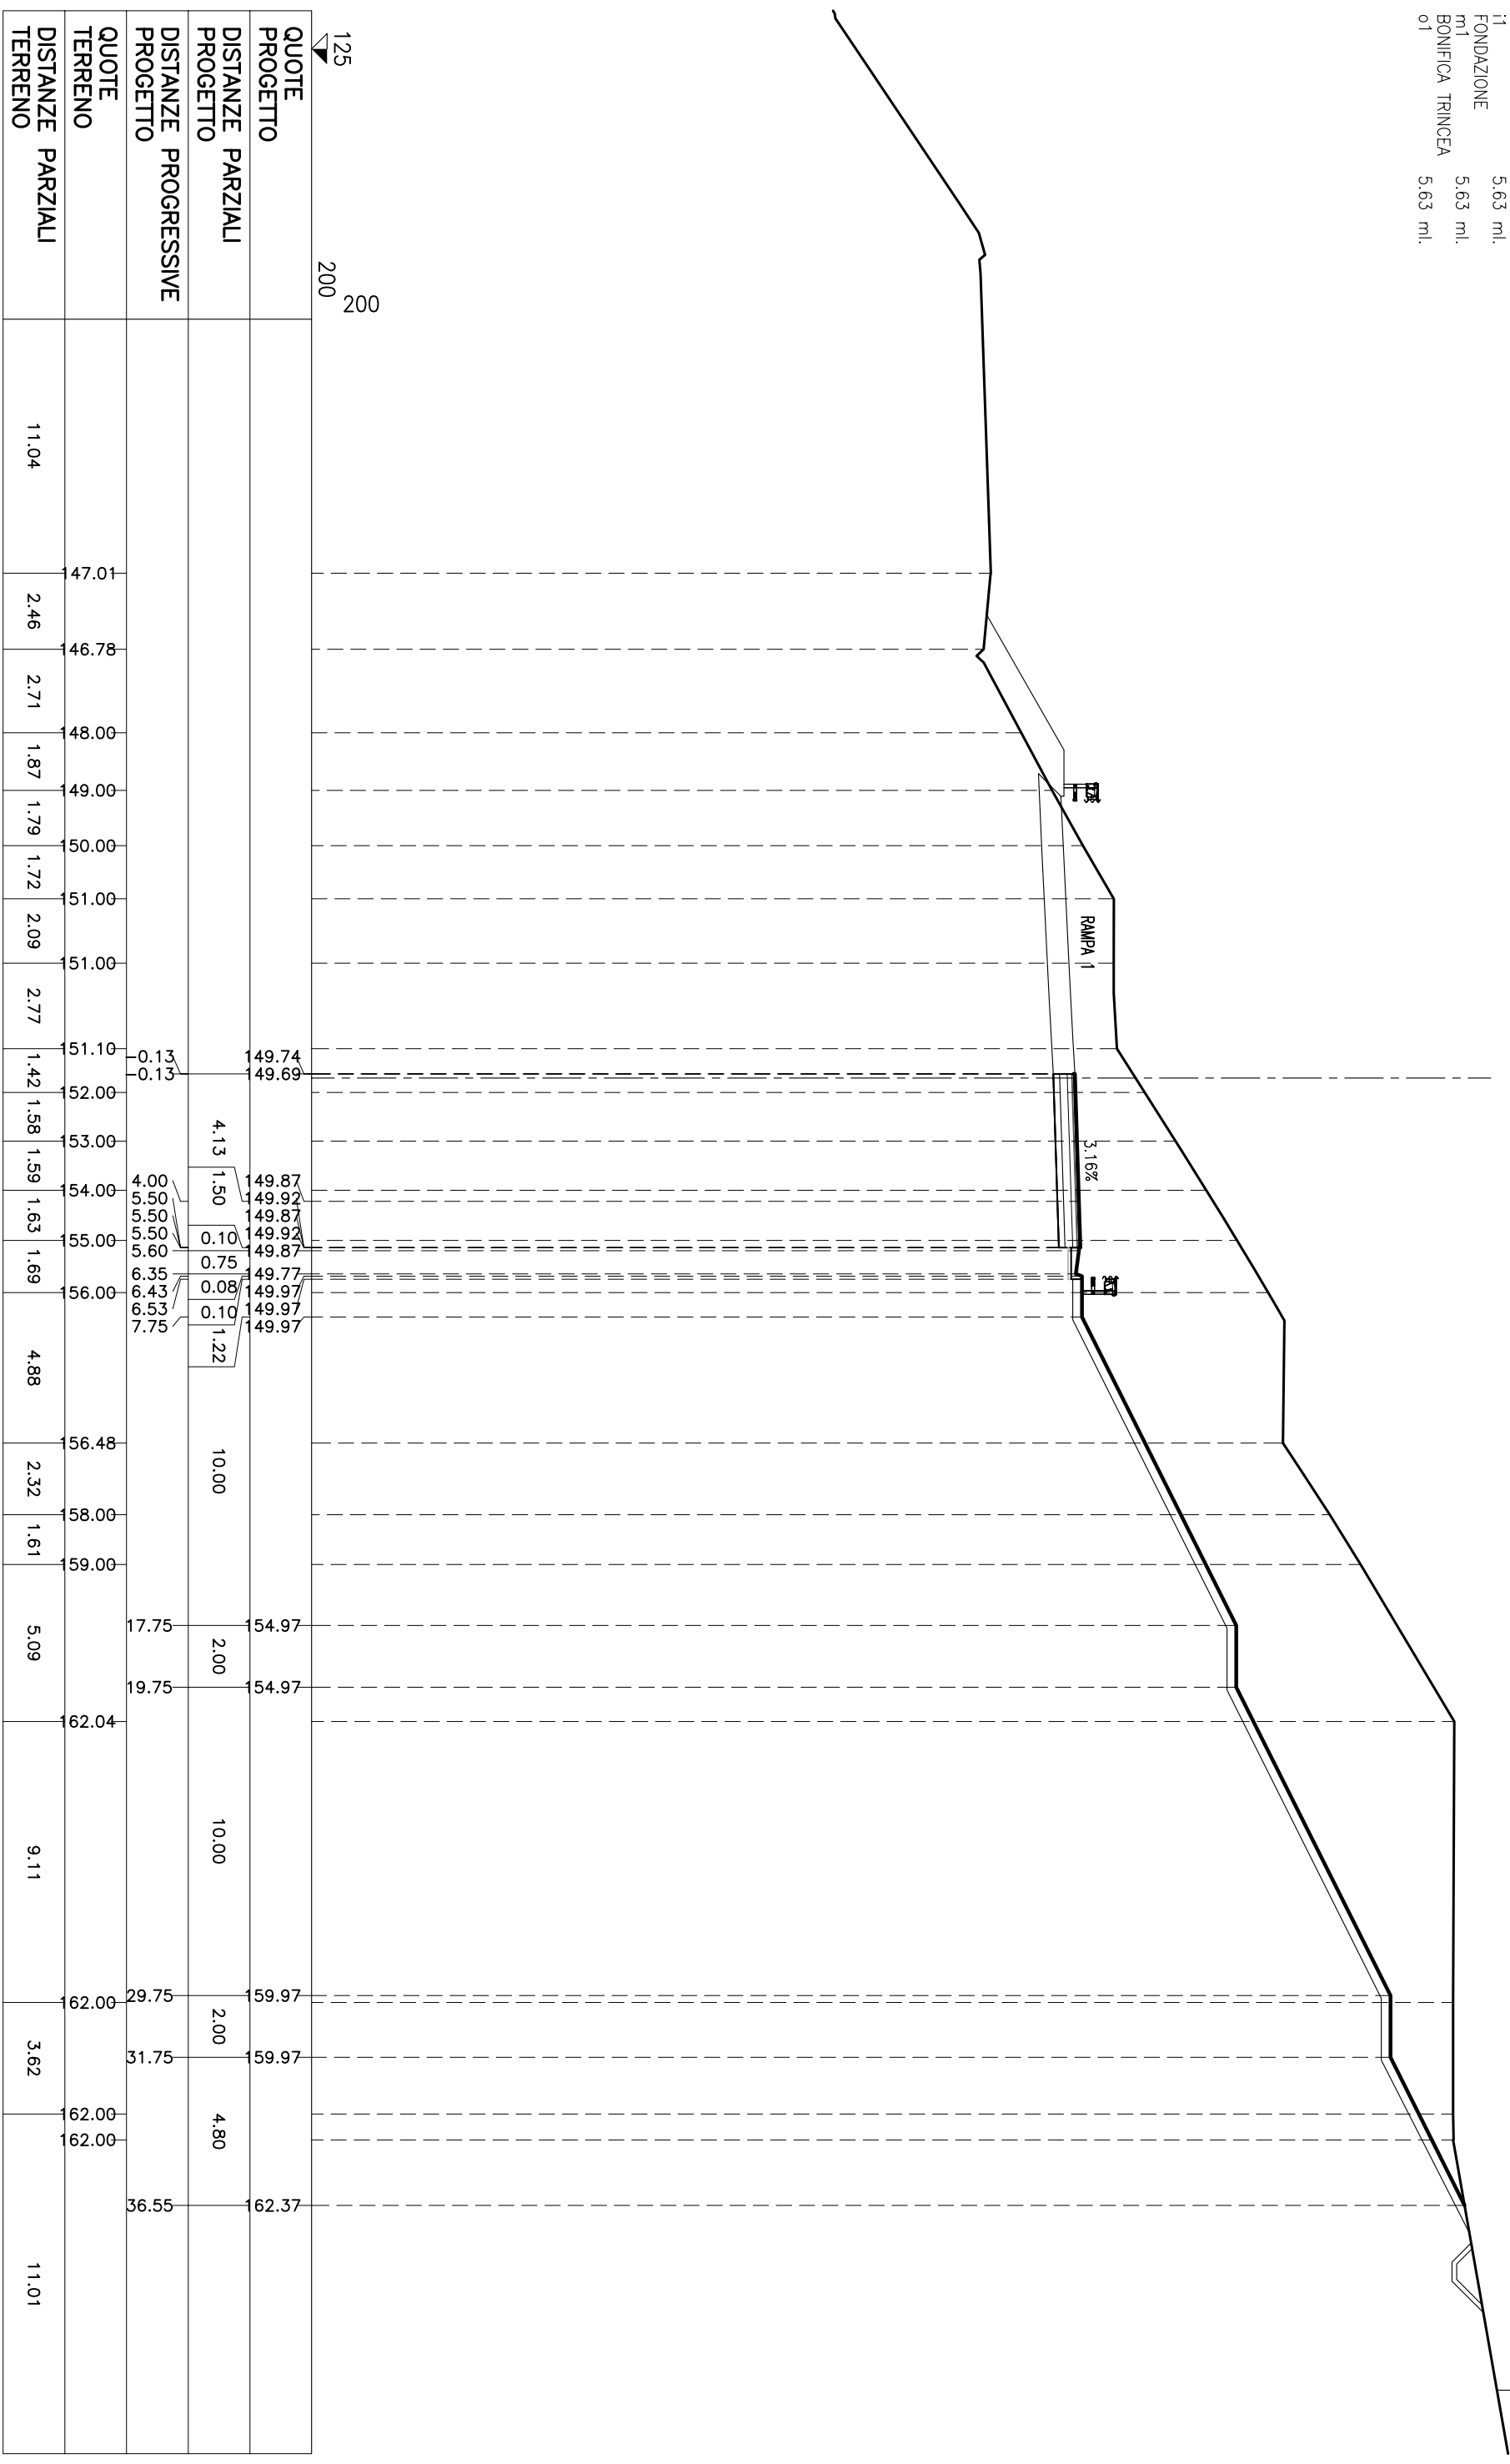 i1 5.63 ml.
FONDAZIONE
m1 5.63 ml.
BONIFICA TRINCEA
o1 5.63 ml.
RAMPA 1
3.16%
200
125
200
QUOTE
PROGETTO
149.74 149.69 149.87 149.92 149.87 149.92 149.87 149.77 149.97 149.97 149.97 154.97 154.97 159.97 159.97 162.37
DISTANZE PARZIALI
PROGETTO
4.13 1.50 0.10 0.75 0.08 0.10 1.22 10.00 2.00 10.00 2.00 4.80
DISTANZE PROGRESSIVE
PROGETTO
-0.13 -0.13 4.00 5.50 5.50 5.50 5.60 6.35 6.43 6.53 7.75 17.75 19.75 29.75 31.75 36.55
QUOTE
TERRENO
147.01 146.78 148.00 149.00 150.00 151.00 151.00 151.10 152.00 153.00 154.00 155.00 156.00 156.48 158.00 159.00 162.04 162.00 162.00 162.00
DISTANZE PARZIALI
TERRENO
11.04 2.46 2.71 1.87 1.79 1.72 2.09 2.77 1.42 1.58 1.59 1.63 1.69 4.88 2.32 1.61 5.09 9.11 3.62 11.01